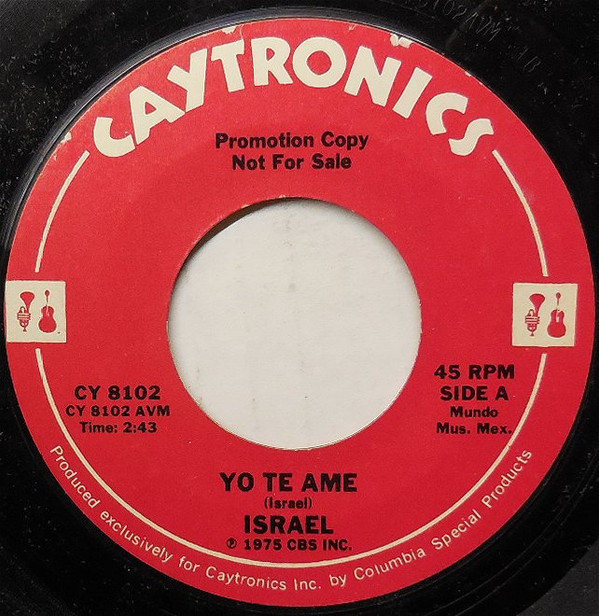 CAYTRONICS
Promotion Copy
Not For Sale
CY 8102
CY 8102 AVM
Time: 2:43
45 RPM
SIDE A
Mundo
Mus. Mex.
YO TE AME
(Israel)
ISRAEL
℗ 1975 CBS INC.
Produced exclusively for Caytronics Inc. by Columbia Special Products